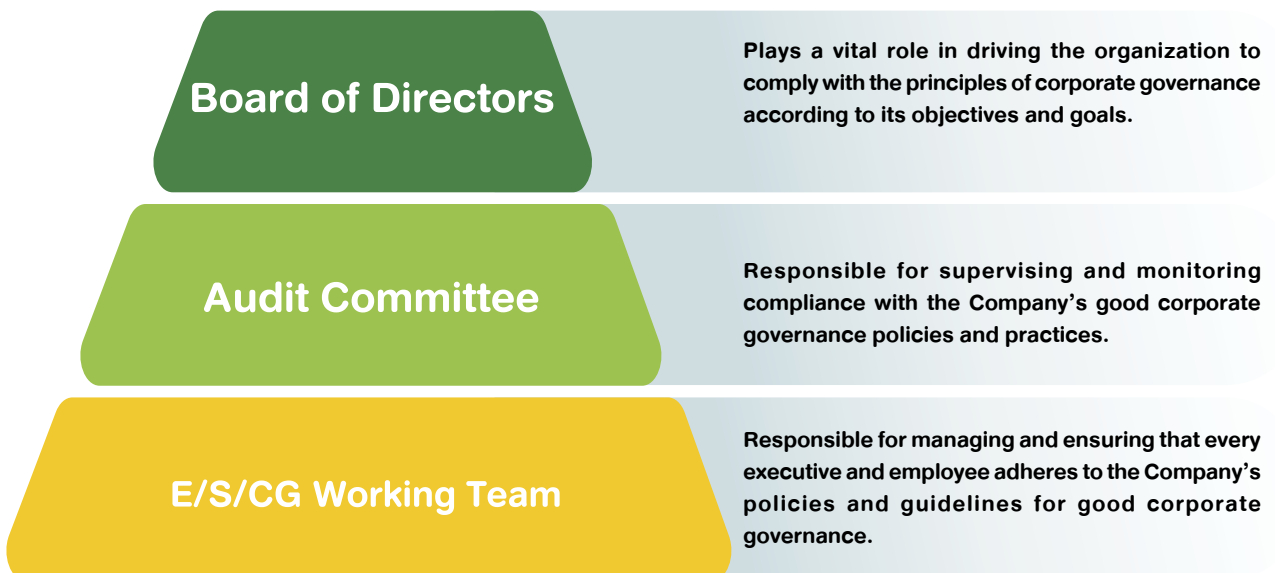 Board of Directors
Plays a vital role in driving the organization to
comply with the principles of corporate governance
according to its objectives and goals.
Audit Committee
Responsible for supervising and monitoring
compliance with the Company’s good corporate
governance policies and practices.
E/S/CG Working Team
Responsible for managing and ensuring that every
executive and employee adheres to the Company’s
policies and guidelines for good corporate
governance.